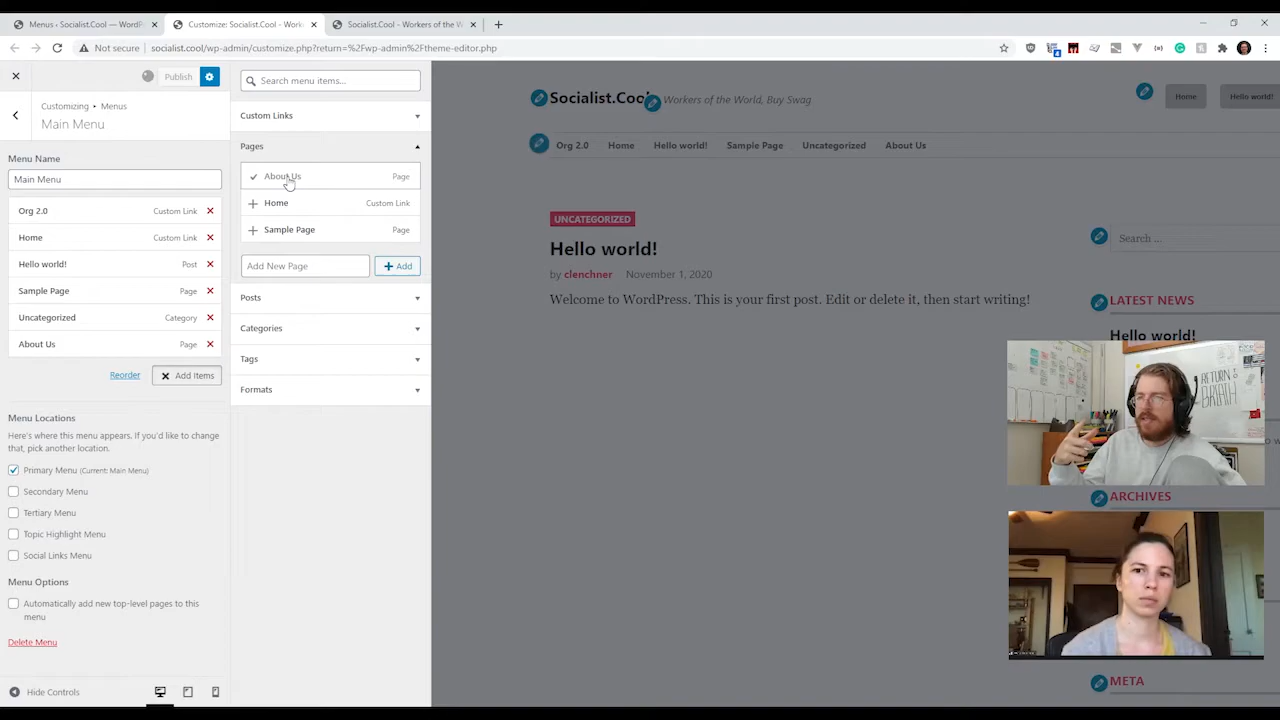 Menus ‹ Socialist.Cool — WordP
Customize: Socialist.Cool - Work
Socialist.Cool - Workers of the W
Not secure
socialist.cool/wp-admin/customize.php?return=%2Fwp-admin%2Ftheme-editor.php
Publish
Customizing ▸ Menus
Main Menu
Menu Name
Main Menu
Org 2.0 Custom Link
Home Custom Link
Hello world! Post
Sample Page Page
Uncategorized Category
About Us Page
Reorder
Add Items
Menu Locations
Here's where this menu appears. If you'd like to change
that, pick another location.
Primary Menu (Current: Main Menu)
Secondary Menu
Tertiary Menu
Topic Highlight Menu
Social Links Menu
Menu Options
Automatically add new top-level pages to this
menu
Delete Menu
Hide Controls
Search menu items...
Custom Links
Pages
About Us Page
Home Custom Link
Sample Page Page
Add New Page
Add
Posts
Categories
Tags
Formats
Socialist.Coo
Workers of the World, Buy Swag
Home
Hello world!
Org 2.0 Home Hello world! Sample Page Uncategorized About Us
UNCATEGORIZED
Hello world!
by clenchner November 1, 2020
Welcome to WordPress. This is your first post. Edit or delete it, then start writing!
Search …
LATEST NEWS
Hello world!
RETURN
BREATH
ARCHIVES
META